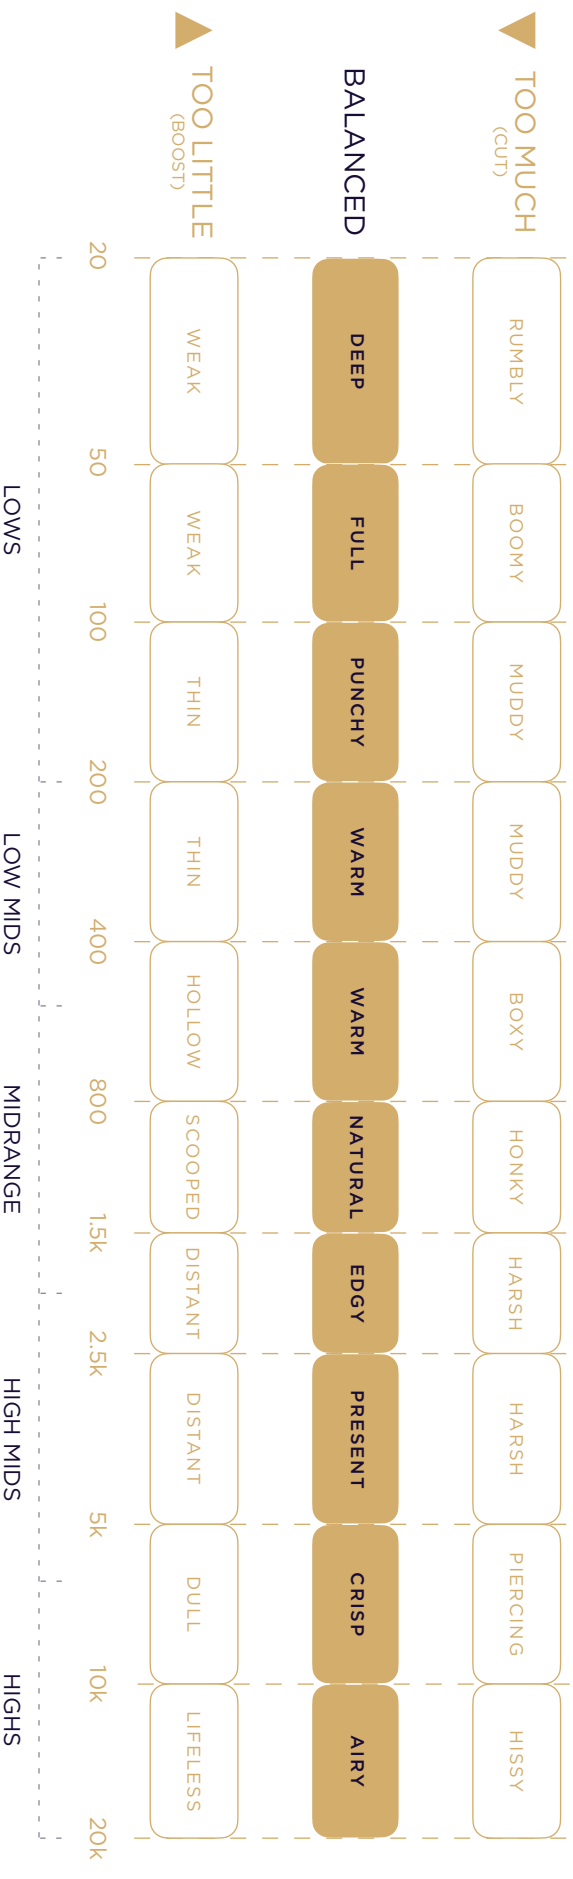 TOO MUCH
(CUT)
RUMBLY
BOOMY
MUDDY
MUDDY
BOXY
HONKY
HARSH
HARSH
PIERCING
HISSY
BALANCED
DEEP
FULL
PUNCHY
WARM
WARM
NATURAL
EDGY
PRESENT
CRISP
AIRY
TOO LITTLE
(BOOST)
WEAK
WEAK
THIN
THIN
HOLLOW
SCOOPED
DISTANT
DISTANT
DULL
LIFELESS
20
50
100
200
400
800
1.5k
2.5k
5k
10k
20k
LOWS
LOW MIDS
MIDRANGE
HIGH MIDS
HIGHS